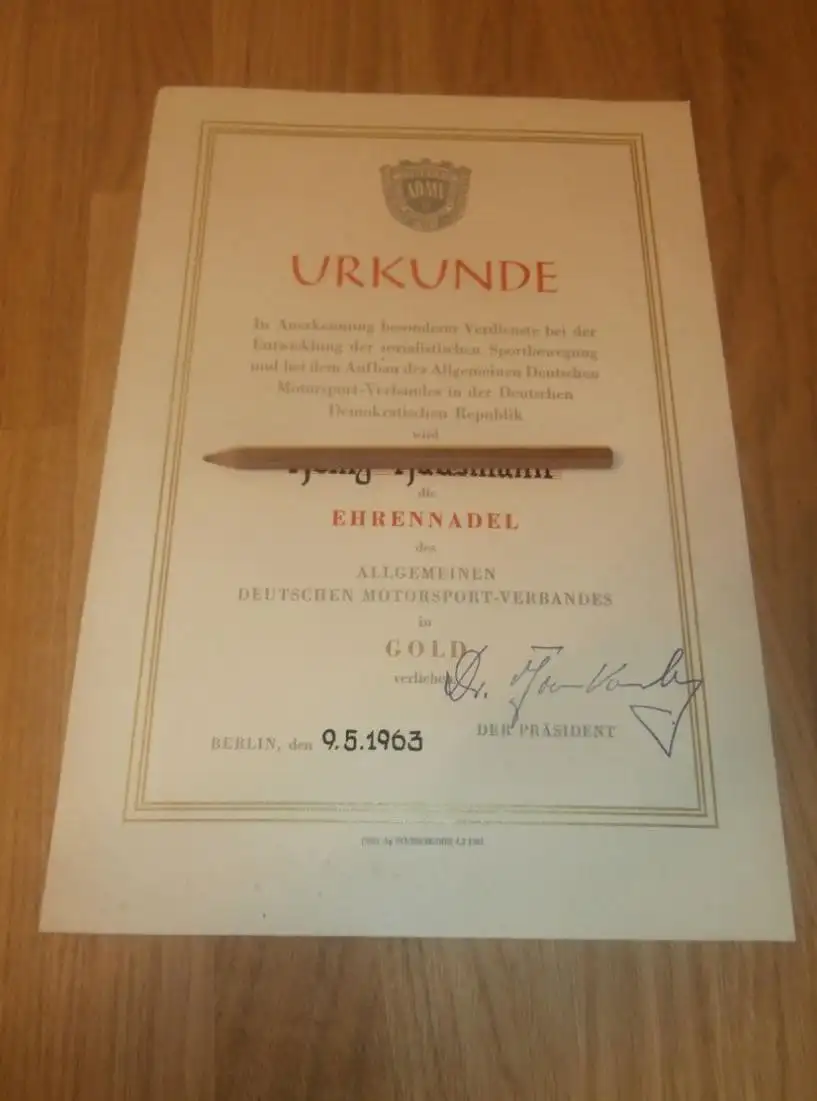 ADMV
URKUNDE
In Anerkennung besonderer Verdienste bei der
Entwicklung der sozialistischen Sportbewegung
und bei dem Aufbau des Allgemeinen Deutschen
Motorsport-Verbandes in der Deutschen
Demokratischen Republik
wird
die
EHRENNADEL
des
ALLGEMEINEN
DEUTSCHEN MOTORSPORT-VERBANDES
in
GOLD
verliehen
Dr.
BERLIN, den 9.5.1963
DER PRÄSIDENT